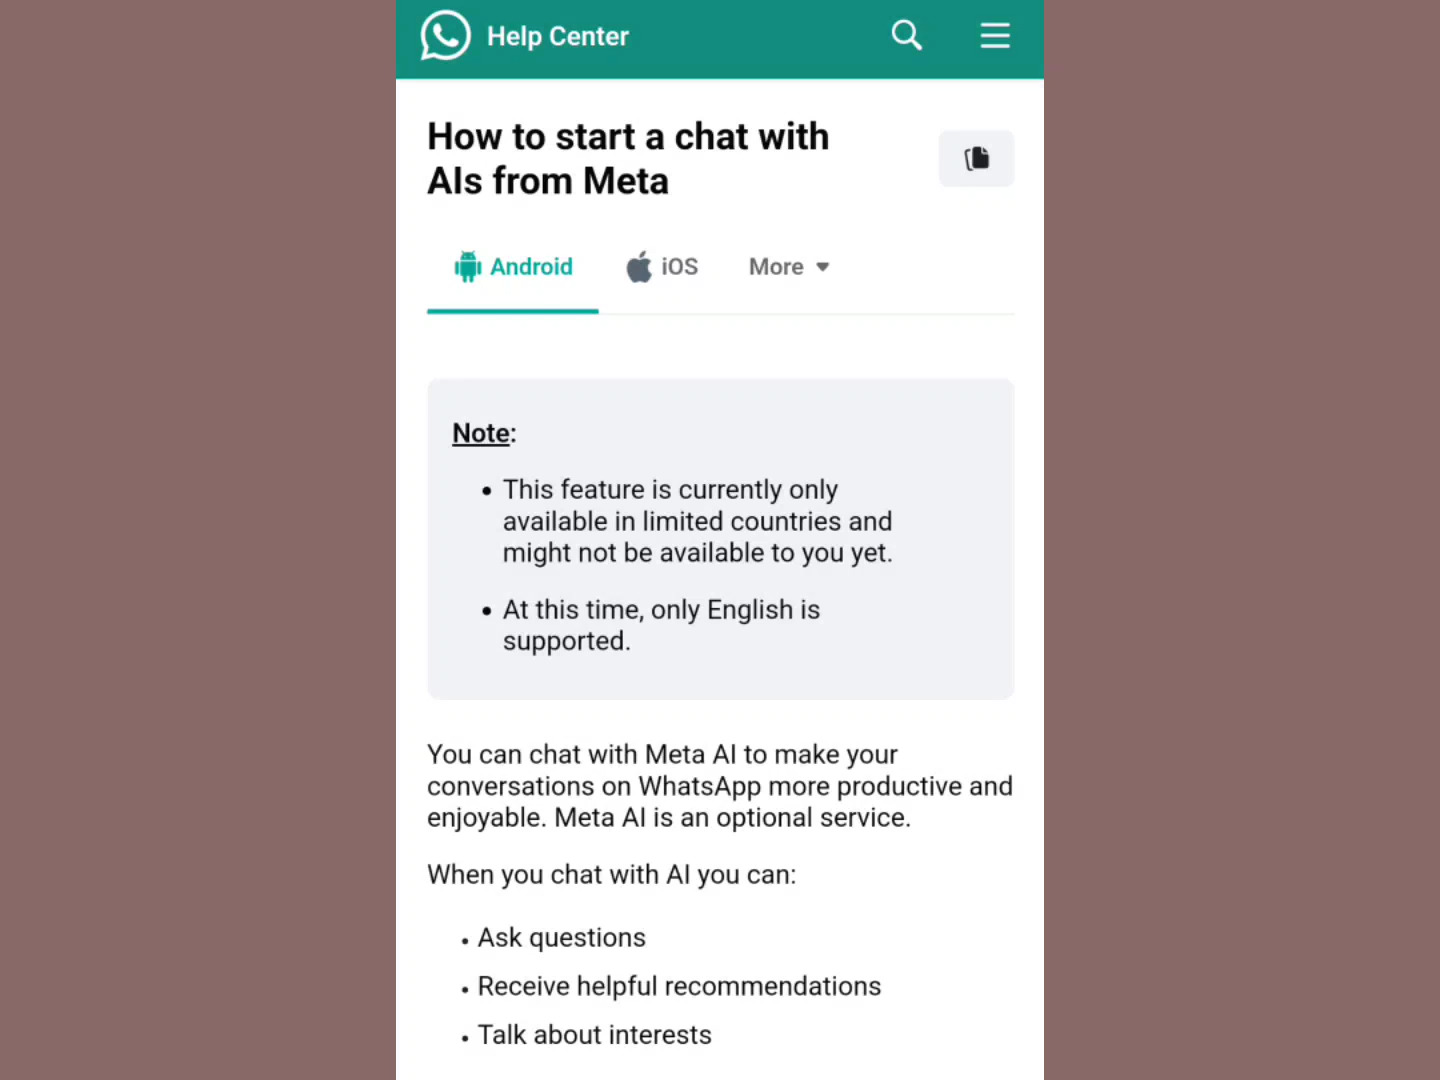 Help Center
How to start a chat with
AIs from Meta
Android
iOS
More
Note:
• This feature is currently only
available in limited countries and
might not be available to you yet.
• At this time, only English is
supported.
You can chat with Meta AI to make your
conversations on WhatsApp more productive and
enjoyable. Meta AI is an optional service.
When you chat with AI you can:
• Ask questions
• Receive helpful recommendations
• Talk about interests